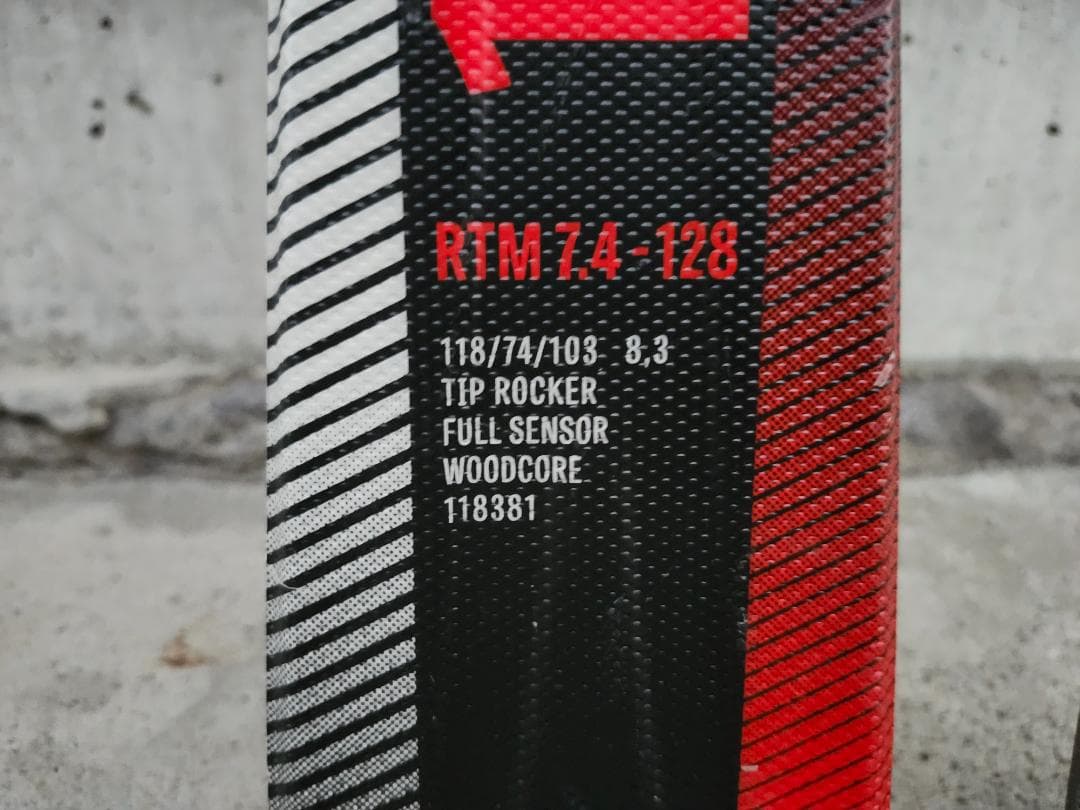 RTM 7.4 - 128
118/74/103 8,3
TIP ROCKER
FULL SENSOR
WOODCORE
118381